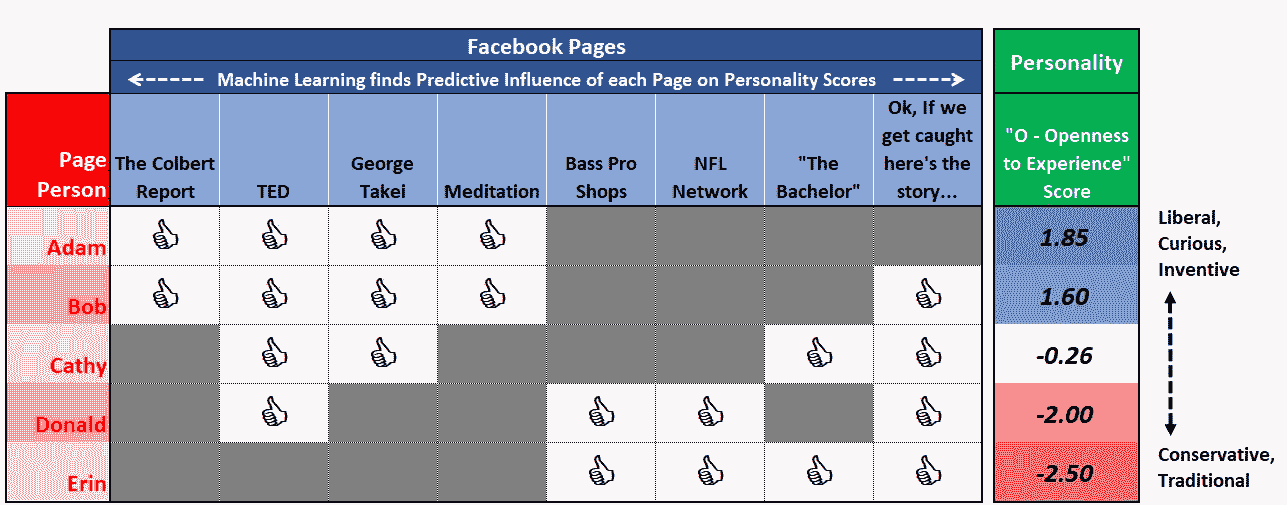 Facebook Pages
Machine Learning finds Predictive Influence of each Page on Personality Scores
Personality
Page
Person
The Colbert
Report
TED
George
Takei
Meditation
Bass Pro
Shops
NFL
Network
"The
Bachelor"
Ok, If we
get caught
here's the
story...
"O - Openness
to Experience"
Score
Adam
1.85
Liberal,
Curious,
Inventive
Bob
1.60
Cathy
-0.26
Donald
-2.00
Erin
-2.50
Conservative,
Traditional